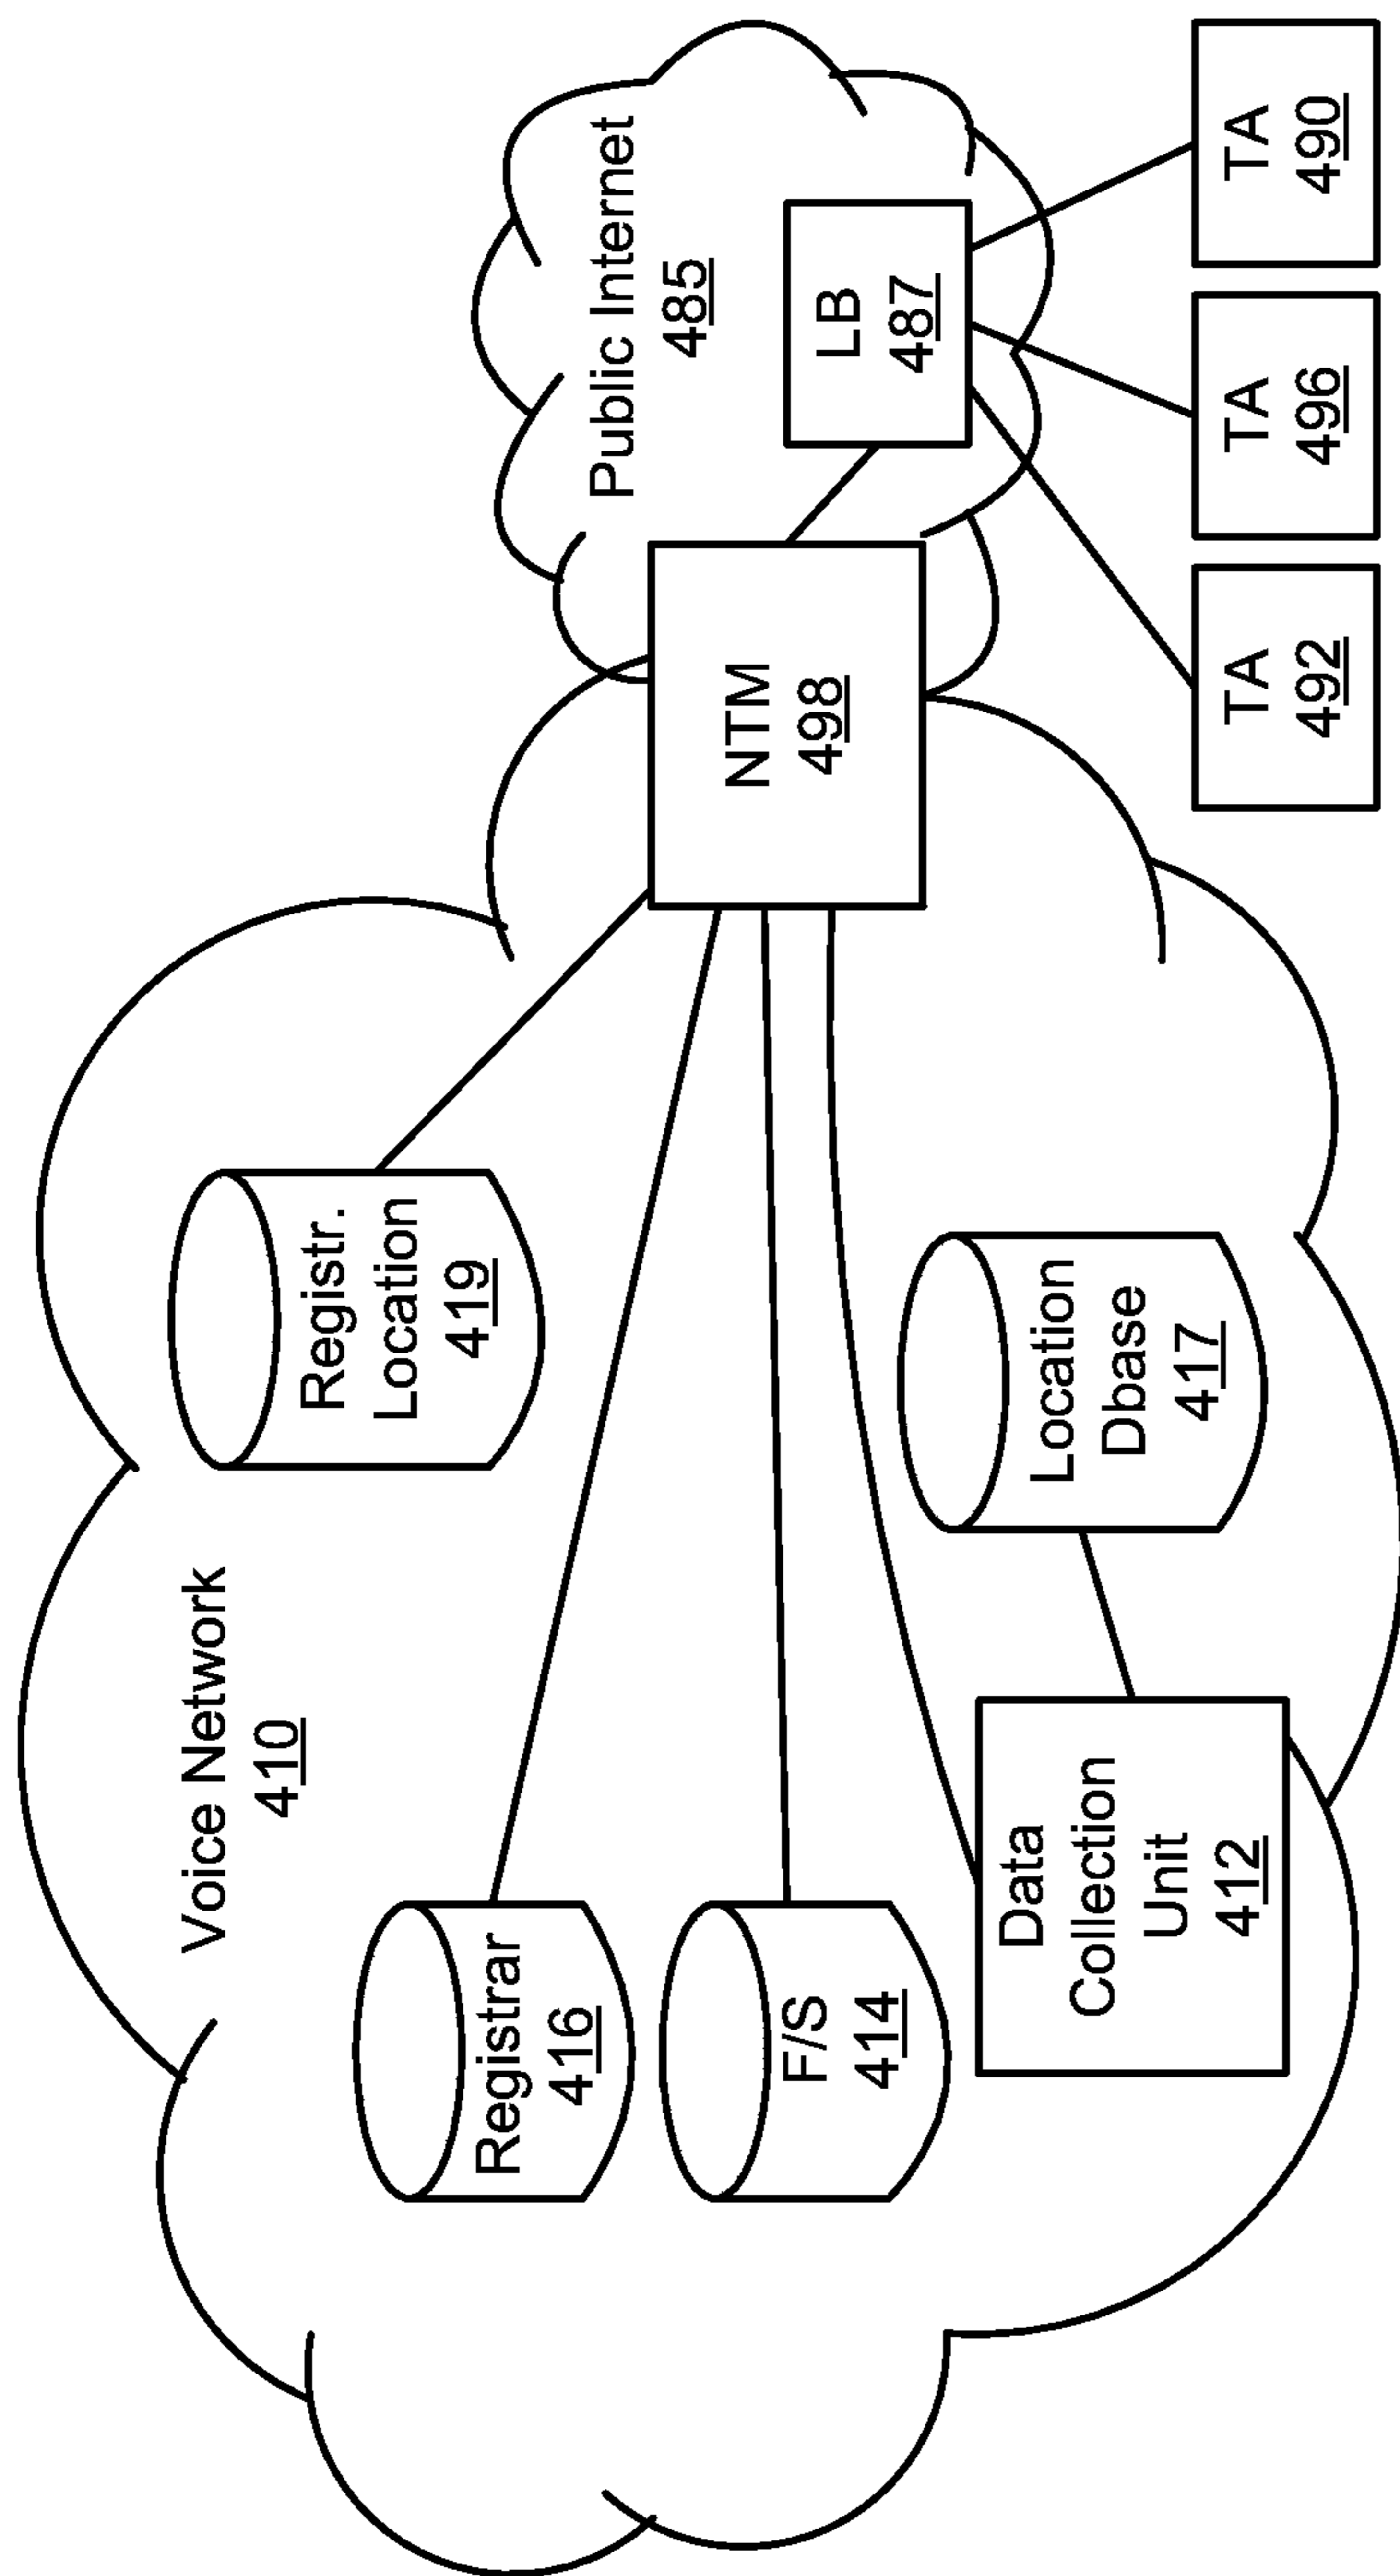 Voice Network
410
Registr.
Location
419
Public Internet
485
Registrar
416
F/S
414
NTM
498
LB
487
Data
Collection
Unit
412
Location
Dbase
417
TA
492
TA
496
TA
490